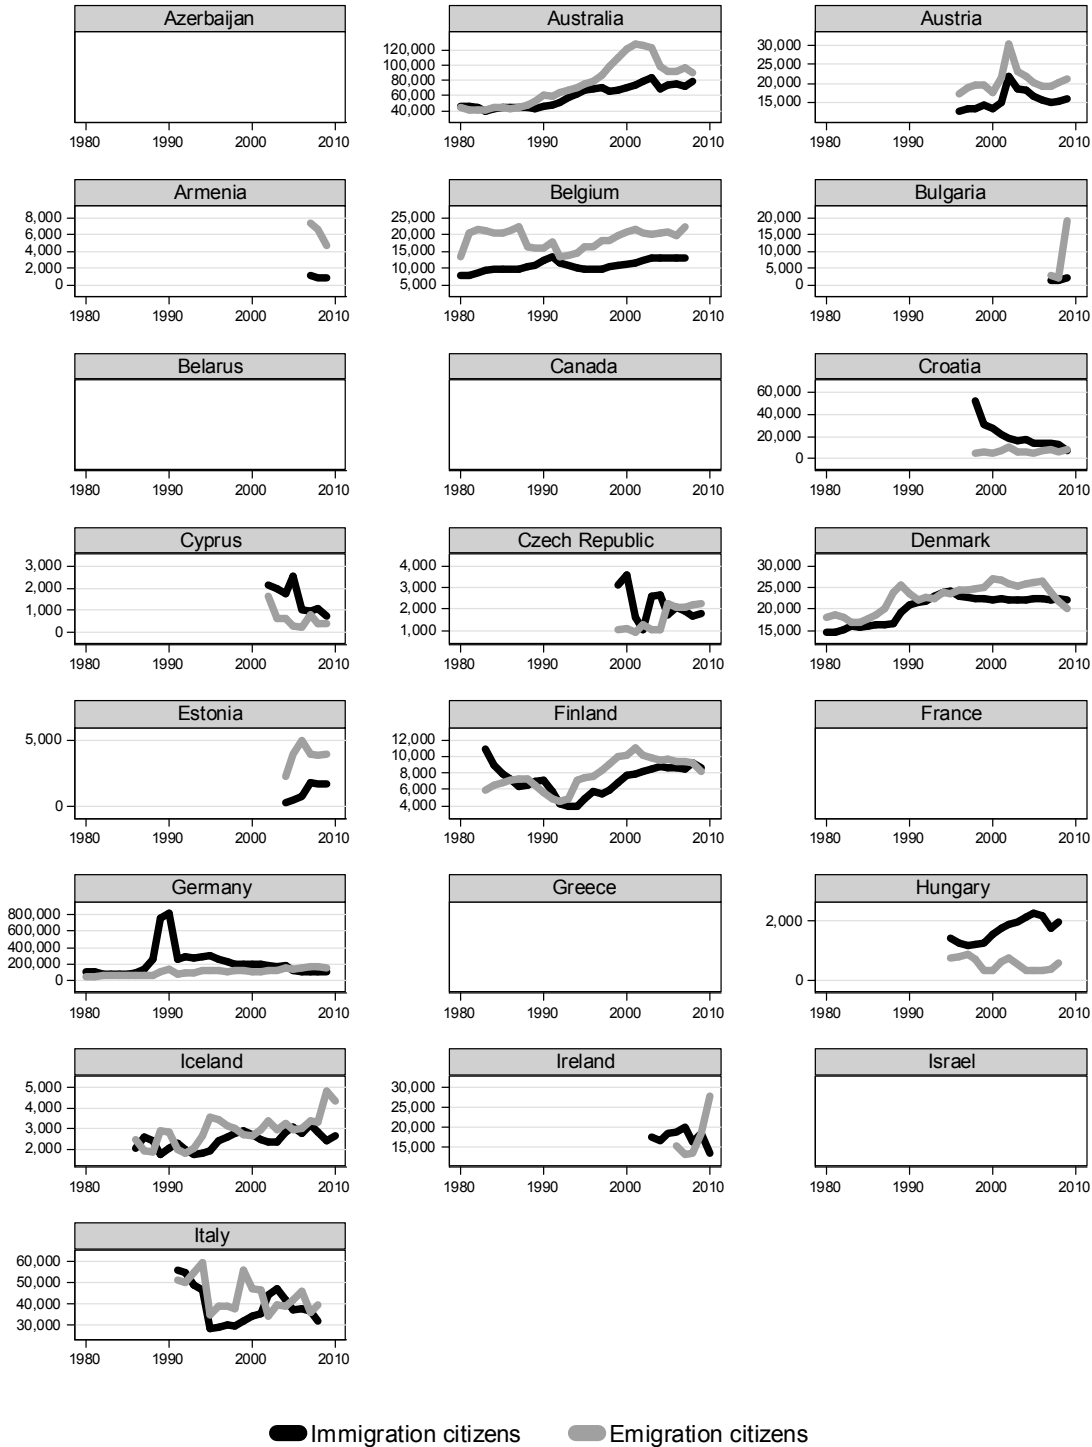 Azerbaijan
1980 1990 2000 2010
Australia
120,000
100,000
80,000
60,000
40,000
1980 1990 2000 2010
Austria
30,000
25,000
20,000
15,000
1980 1990 2000 2010
Armenia
8,000
6,000
4,000
2,000
0
1980 1990 2000 2010
Belgium
25,000
20,000
15,000
10,000
5,000
1980 1990 2000 2010
Bulgaria
20,000
15,000
10,000
5,000
0
1980 1990 2000 2010
Belarus
1980 1990 2000 2010
Canada
1980 1990 2000 2010
Croatia
60,000
40,000
20,000
0
1980 1990 2000 2010
Cyprus
3,000
2,000
1,000
0
1980 1990 2000 2010
Czech Republic
4,000
3,000
2,000
1,000
1980 1990 2000 2010
Denmark
30,000
25,000
20,000
15,000
1980 1990 2000 2010
Estonia
5,000
0
1980 1990 2000 2010
Finland
12,000
10,000
8,000
6,000
4,000
1980 1990 2000 2010
France
1980 1990 2000 2010
Germany
800,000
600,000
400,000
200,000
0
1980 1990 2000 2010
Greece
1980 1990 2000 2010
Hungary
2,000
0
1980 1990 2000 2010
Iceland
5,000
4,000
3,000
2,000
1980 1990 2000 2010
Ireland
30,000
25,000
20,000
15,000
1980 1990 2000 2010
Israel
1980 1990 2000 2010
Italy
60,000
50,000
40,000
30,000
1980 1990 2000 2010
Immigration citizens Emigration citizens